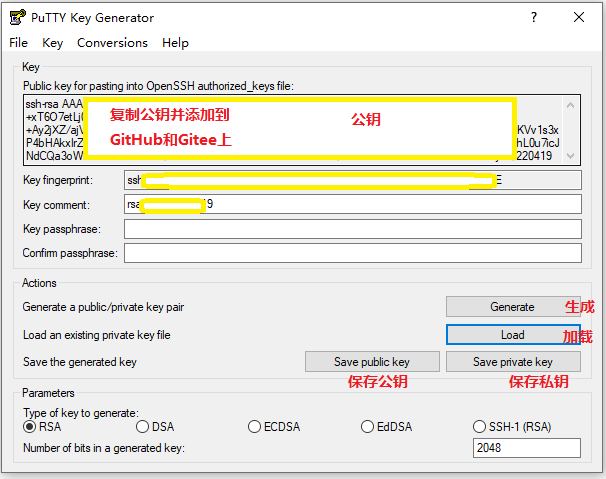 PuTTY Key Generator
File Key Conversions Help
Key
Public key for pasting into OpenSSH authorized_keys file:
ssh-rsa AAA
+xT6O7etLj
复制公钥并添加到 公钥
+Ay2jXZ/aj KVv1s3x
GitHub和Gitee上
P4bHAkxIrZ hL0u7icJ
NdCQa3oW 220419
Key fingerprint: ssh E
Key comment: rsa 9
Key passphrase:
Confirm passphrase:
Actions
Generate a public/private key pair Generate 生成
Load an existing private key file Load 加载
Save the generated key Save public key Save private key
保存公钥 保存私钥
Parameters
Type of key to generate:
RSA DSA ECDSA EdDSA SSH-1 (RSA)
Number of bits in a generated key: 2048